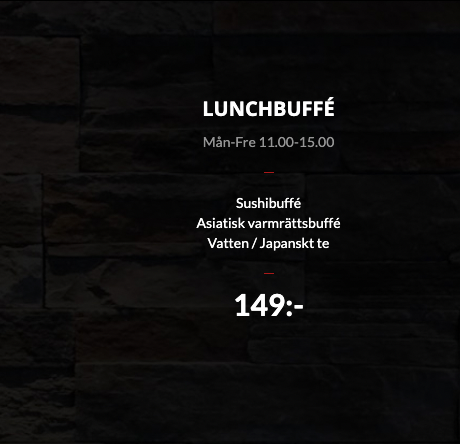 LUNCHBUFFÉ
Mån-Fre 11.00-15.00
Sushibuffé
Asiatisk varmrättsbuffé
Vatten / Japanskt te
149:-